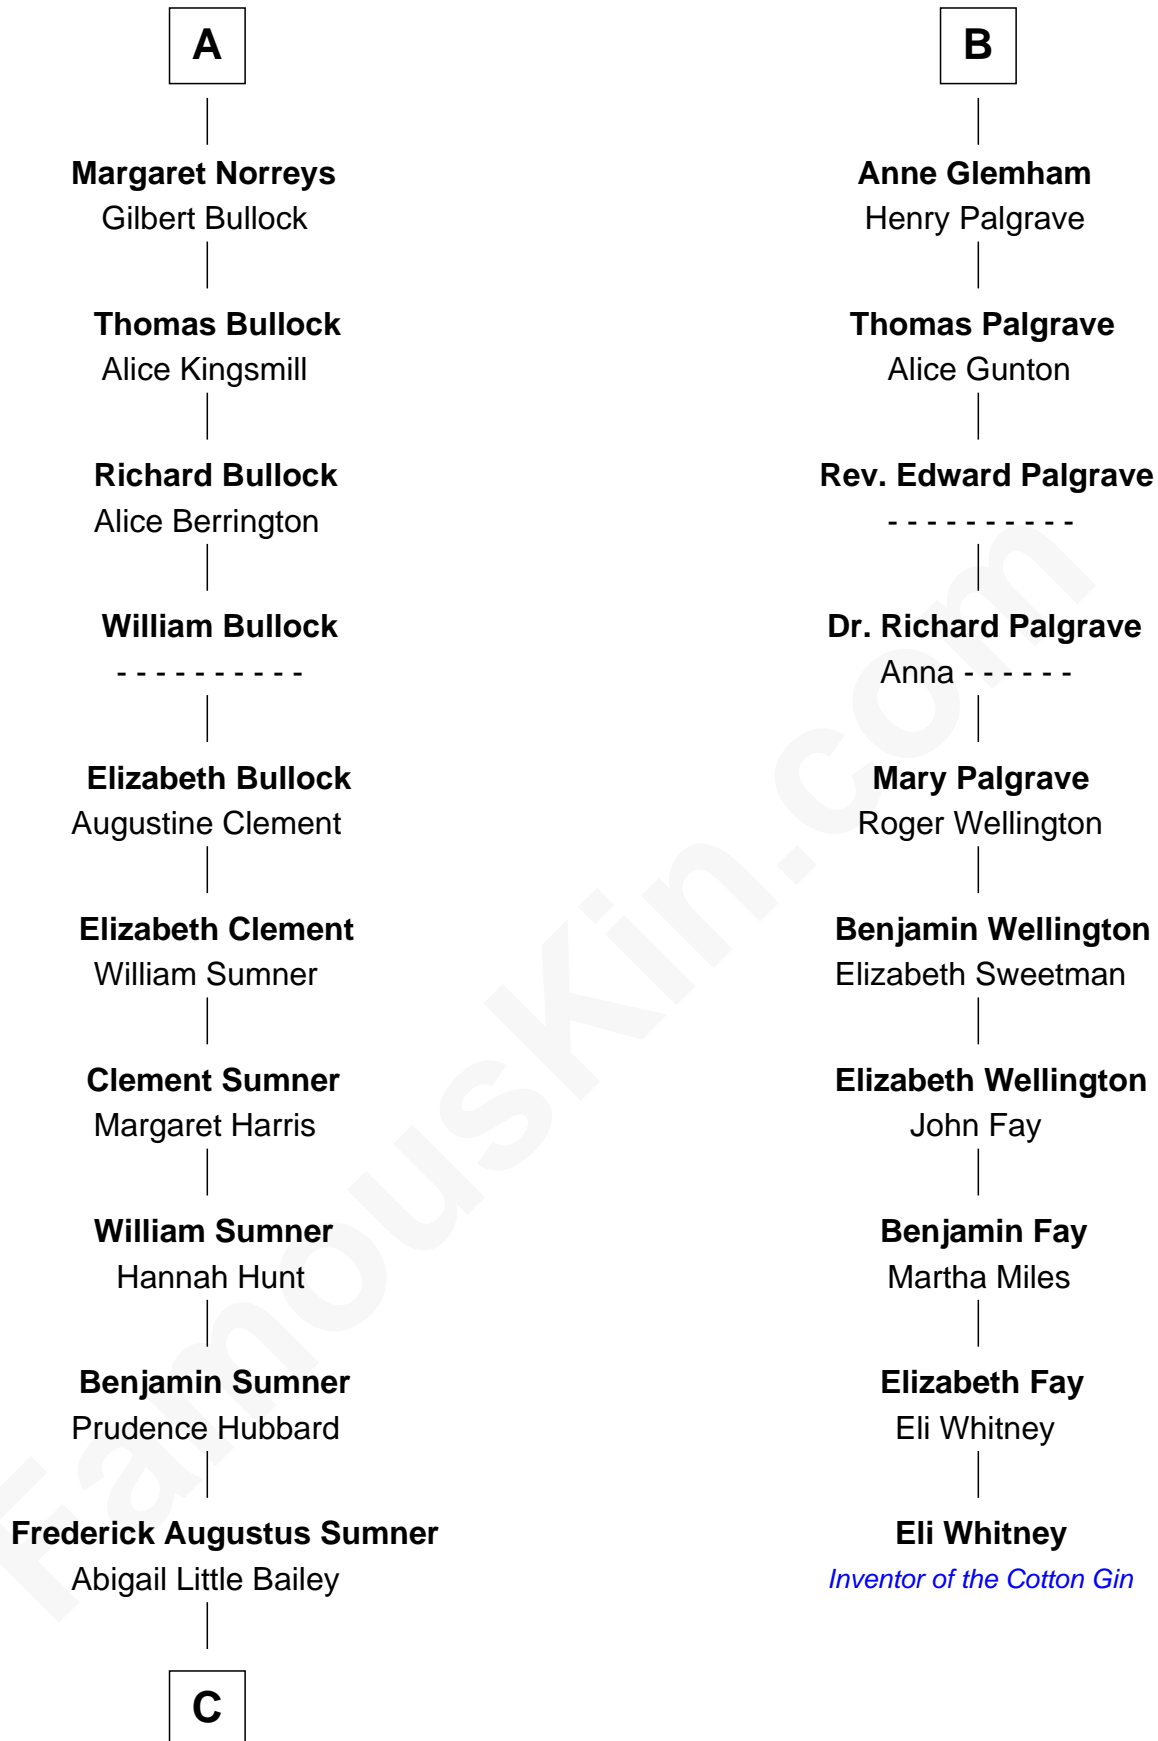 A
Margaret Norreys
Gilbert Bullock
Thomas Bullock
Alice Kingsmill
Richard Bullock
Alice Berrington
William Bullock
- - - - - - - - - -
Elizabeth Bullock
Augustine Clement
Elizabeth Clement
William Sumner
Clement Sumner
Margaret Harris
William Sumner
Hannah Hunt
Benjamin Sumner
Prudence Hubbard
Frederick Augustus Sumner
Abigail Little Bailey
C
B
Anne Glemham
Henry Palgrave
Thomas Palgrave
Alice Gunton
Rev. Edward Palgrave
- - - - - - - - - -
Dr. Richard Palgrave
Anna - - - - - -
Mary Palgrave
Roger Wellington
Benjamin Wellington
Elizabeth Sweetman
Elizabeth Wellington
John Fay
Benjamin Fay
Martha Miles
Elizabeth Fay
Eli Whitney
Eli Whitney
Inventor of the Cotton Gin
FamousKin.com